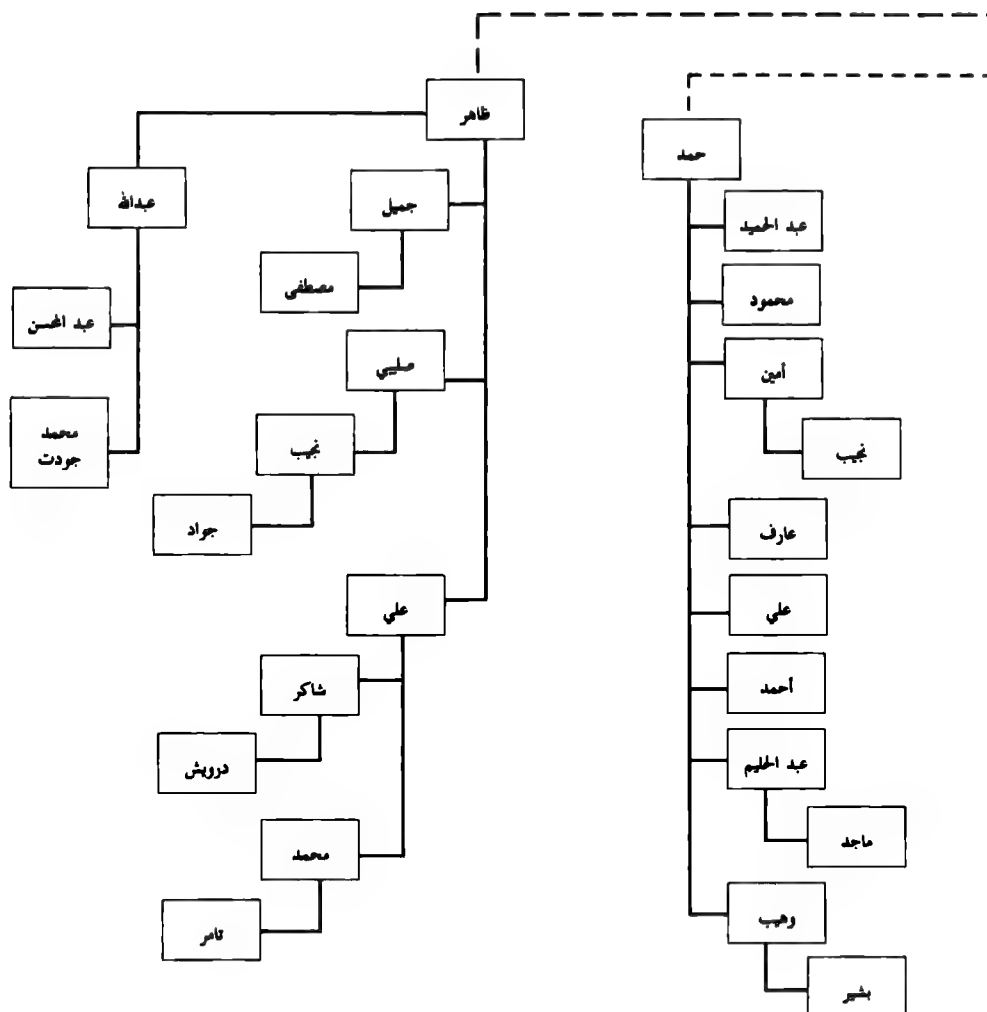 ظاهر
حمد
عبدالله
جميل
عبد الحميد
مصطفى
محمود
عبد المحسن
صليبي
أمين
محمد
جودت
نجيب
نجيب
جواد
عارف
علي
علي
شاكر
أحمد
درويش
عبد الحليم
محمد
ماجد
تامر
وهيب
بشير